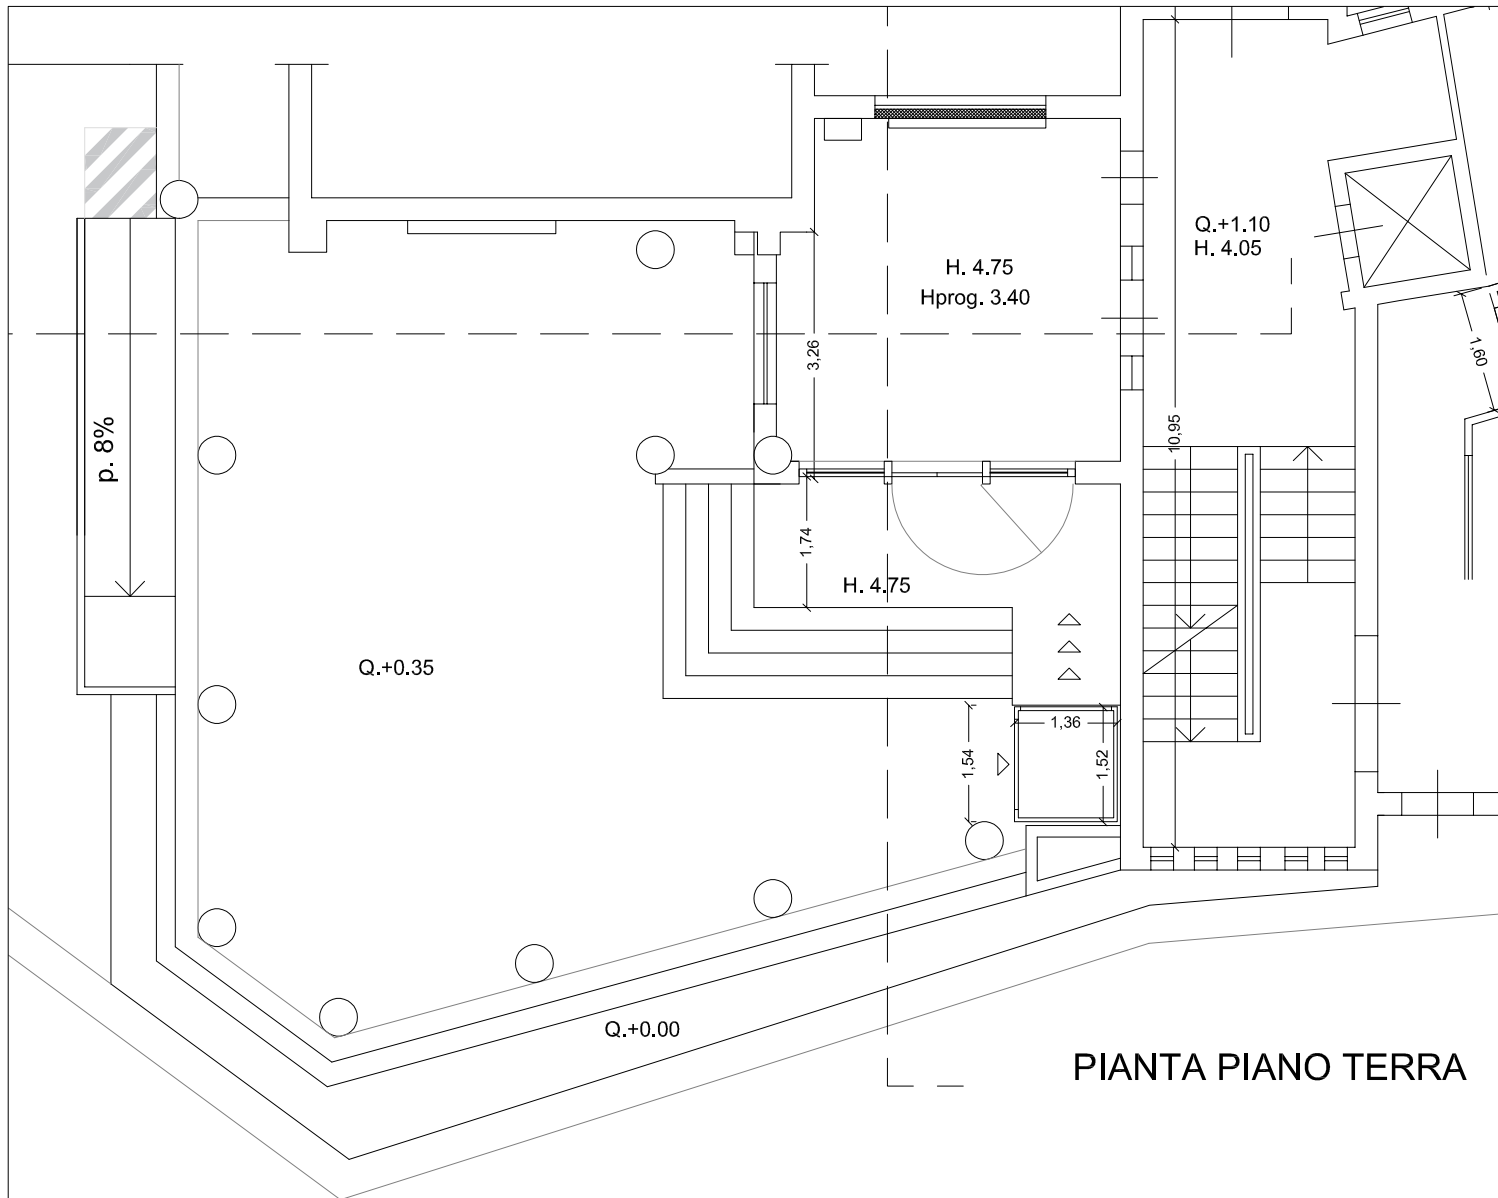 Q.+1.10
H. 4.05
H. 4.75
Hprog. 3.40
3,26
1,60
p. 8%
10,95
1,74
H. 4.75
Q.+0.35
1,36
1,54
1,52
Q.+0.00
PIANTA PIANO TERRA